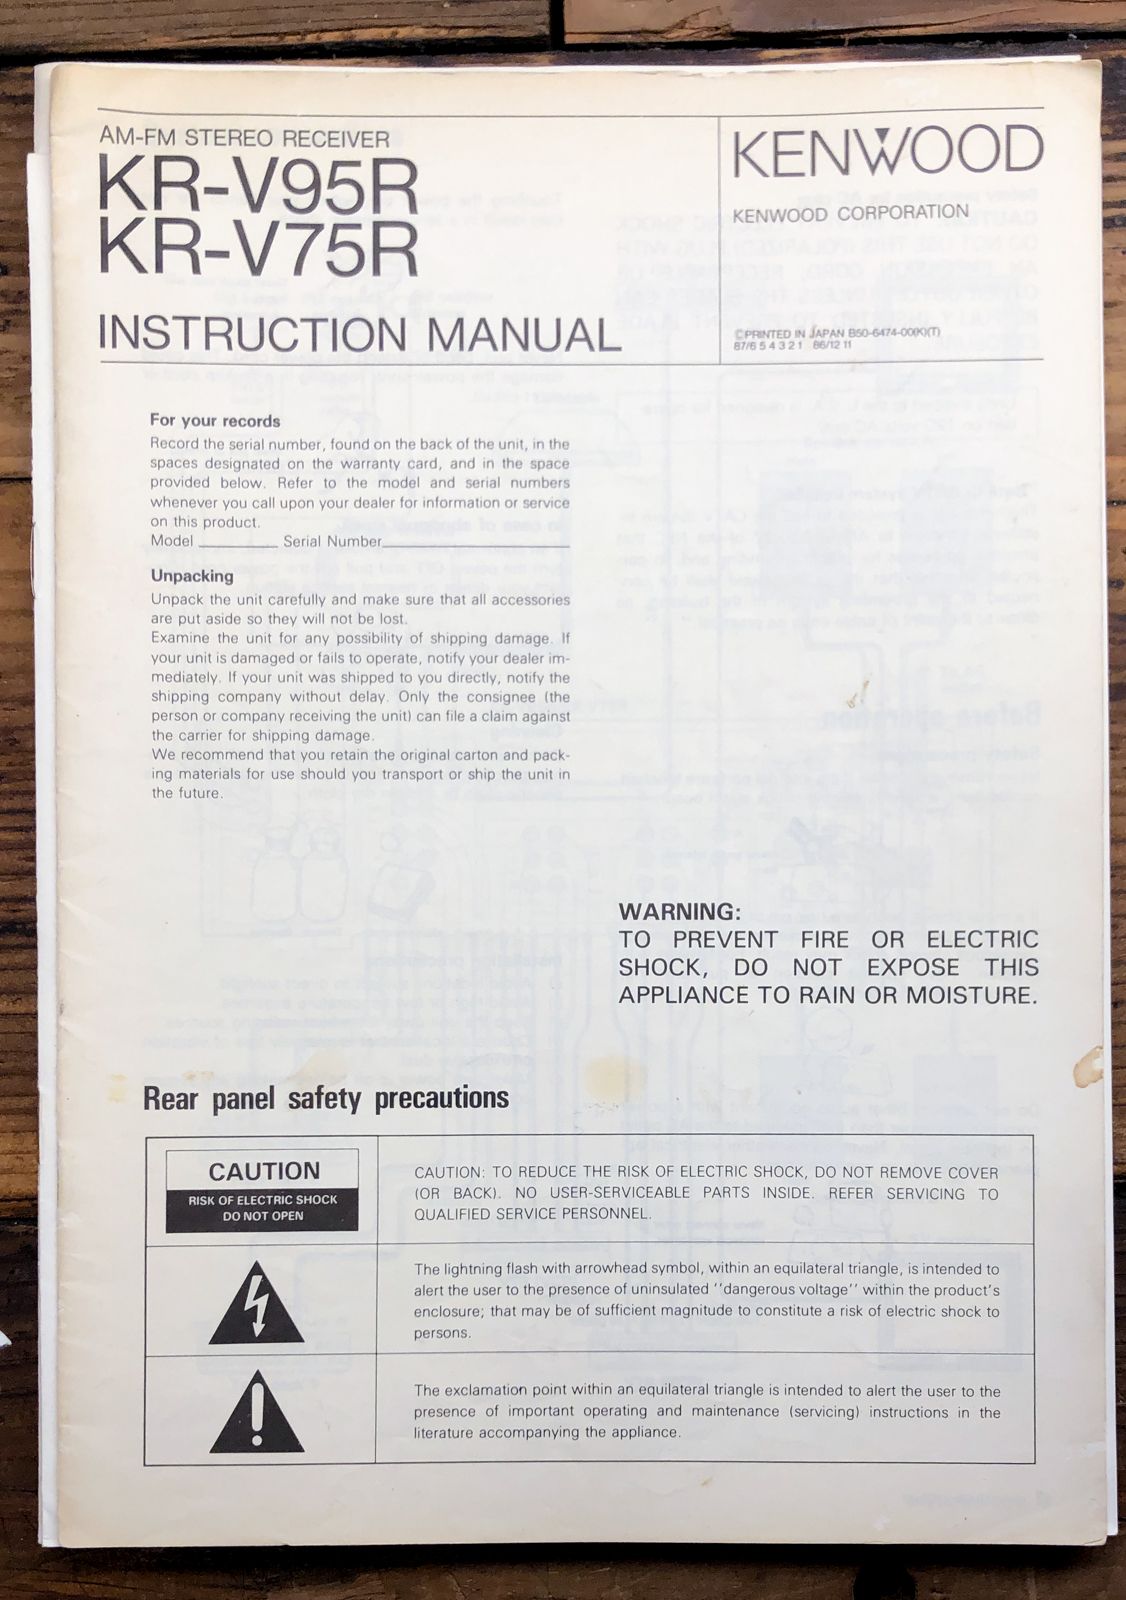 AM-FM STEREO RECEIVER
KR-V95R
KR-V75R
INSTRUCTION MANUAL
KENWOOD
KENWOOD CORPORATION
©PRINTED IN JAPAN B50-6474-00(K)(T)
87/6 5 4 3 2 1 86/12 11
For your records
Record the serial number, found on the back of the unit, in the
spaces designated on the warranty card, and in the space
provided below. Refer to the model and serial numbers
whenever you call upon your dealer for information or service
on this product.
Model ________ Serial Number____________________
Unpacking
Unpack the unit carefully and make sure that all accessories
are put aside so they will not be lost.
Examine the unit for any possibility of shipping damage. If
your unit is damaged or fails to operate, notify your dealer im-
mediately. If your unit was shipped to you directly, notify the
shipping company without delay. Only the consignee (the
person or company receiving the unit) can file a claim against
the carrier for shipping damage.
We recommend that you retain the original carton and pack-
ing materials for use should you transport or ship the unit in
the future.
WARNING:
TO PREVENT FIRE OR ELECTRIC
SHOCK, DO NOT EXPOSE THIS
APPLIANCE TO RAIN OR MOISTURE.
Rear panel safety precautions
CAUTION
RISK OF ELECTRIC SHOCK
DO NOT OPEN
CAUTION: TO REDUCE THE RISK OF ELECTRIC SHOCK, DO NOT REMOVE COVER
(OR BACK). NO USER-SERVICEABLE PARTS INSIDE. REFER SERVICING TO
QUALIFIED SERVICE PERSONNEL.
The lightning flash with arrowhead symbol, within an equilateral triangle, is intended to
alert the user to the presence of uninsulated ''dangerous voltage'' within the product's
enclosure; that may be of sufficient magnitude to constitute a risk of electric shock to
persons.
The exclamation point within an equilateral triangle is intended to alert the user to the
presence of important operating and maintenance (servicing) instructions in the
literature accompanying the appliance.